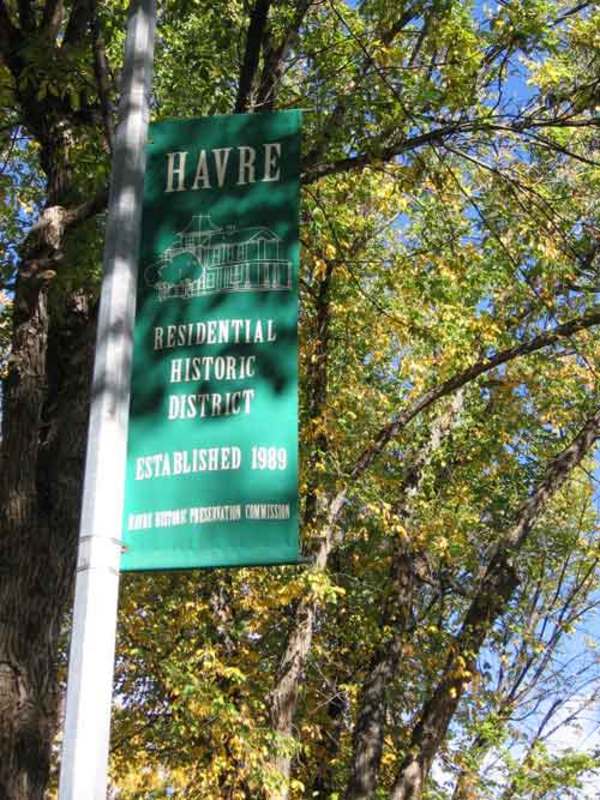 HAVRE
RESIDENTIAL
HISTORIC
DISTRICT
ESTABLISHED 1989
HAVRE HISTORIC PRESERVATION COMMISSION